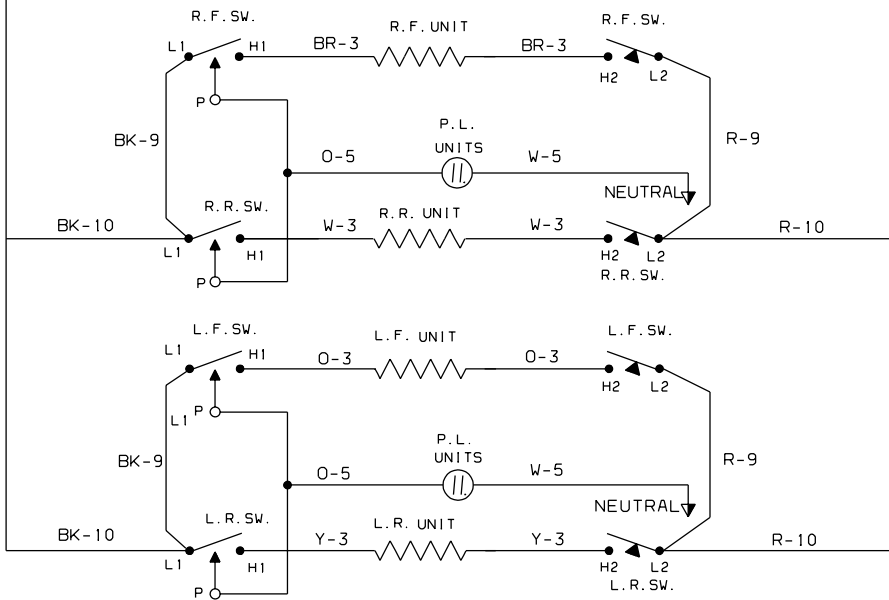 R.F.SW.
R.F. UNIT
R.F.SW.
L1
H1
BR-3
BR-3
H2
L2
P
BK-9
P.L.
UNITS
O-5
W-5
R-9
NEUTRAL
BK-10
R.R.SW.
W-3
R.R. UNIT
W-3
R-10
L1
H1
H2
L2
R.R.SW.
P
L.F.SW.
L.F. UNIT
L.F.SW.
L1
H1
O-3
O-3
H2
L2
P
L1
BK-9
P.L.
UNITS
O-5
W-5
R-9
NEUTRAL
BK-10
L.R.SW.
Y-3
L.R. UNIT
Y-3
R-10
L1
H1
H2
L2
L.R.SW.
P